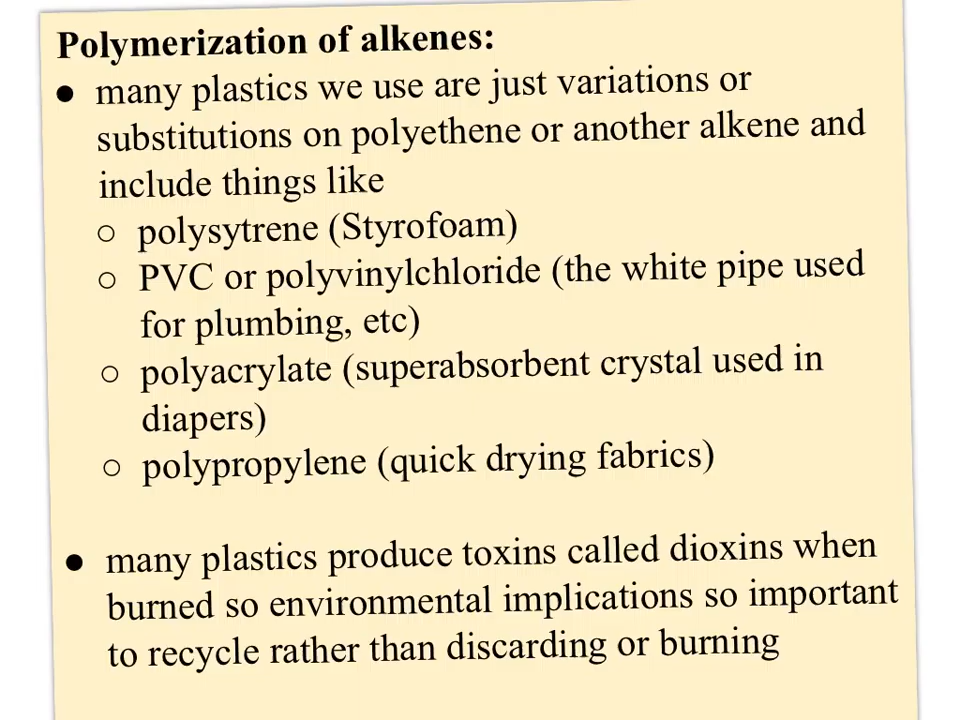 Polymerization of alkenes:
● many plastics we use are just variations or
substitutions on polyethene or another alkene and
include things like
○ polysytrene (Styrofoam)
○ PVC or polyvinylchloride (the white pipe used
for plumbing, etc)
○ polyacrylate (superabsorbent crystal used in
diapers)
○ polypropylene (quick drying fabrics)
● many plastics produce toxins called dioxins when
burned so environmental implications so important
to recycle rather than discarding or burning